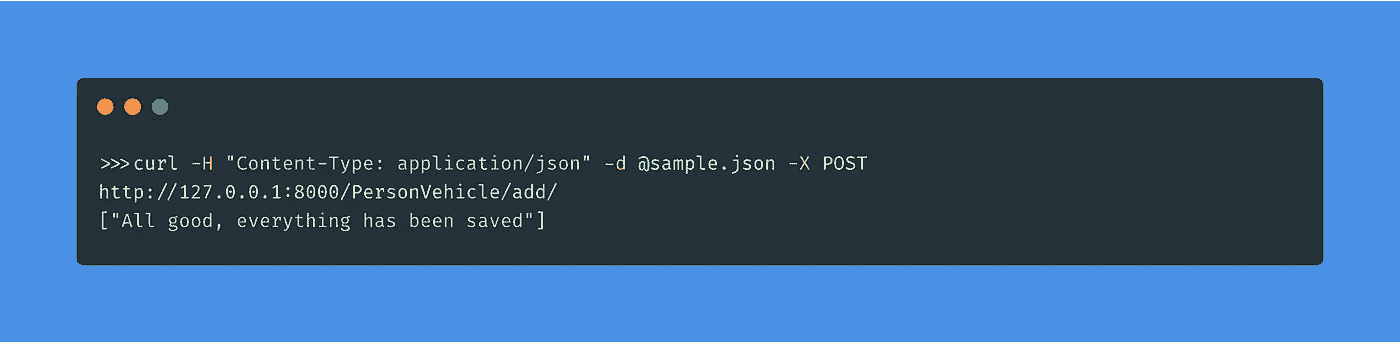 >>>curl -H "Content-Type: application/json" -d @sample.json -X POST
http://127.0.0.1:8000/PersonVehicle/add/
["All good, everything has been saved"]